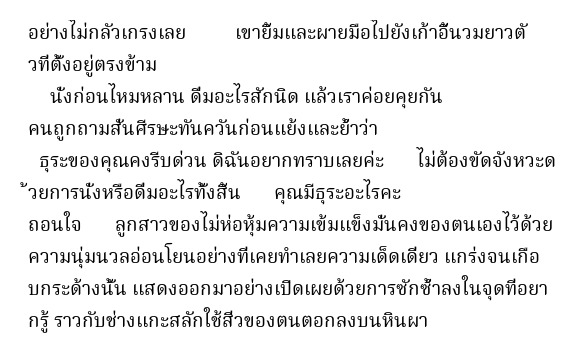 อย่างไม่กลัวเกรงเลย เขายิ้มและผายมือไปยังเก้าอี้นวมยาวตั
วที่ตั้งอยู่ตรงข้าม
นั่งก่อนไหมหลาน ดื่มอะไรสักนิด แล้วเราค่อยคุยกัน
คนถูกถามสั่นศีรษะทันควันก่อนแย้งและย้ำว่า
ธุระของคุณคงรีบด่วน ดิฉันอยากทราบเลยค่ะ ไม่ต้องขัดจังหวะด
้วยการนั่งหรือดื่มอะไรทั้งสิ้น คุณมีธุระอะไรคะ
ถอนใจ ลูกสาวของไม่ห่อหุ้มความเข้มแข็งมั่นคงของตนเองไว้ด้วย
ความนุ่มนวลอ่อนโยนอย่างที่เคยทำเลยความเด็ดเดี่ยว แกร่งจนเกือ
บกระด้างนั้น แสดงออกมาอย่างเปิดเผยด้วยการซักซ้ำลงในจุดที่อยา
กรู้ ราวกับช่างแกะสลักใช้สิ่วของตนตอกลงบนหินผา